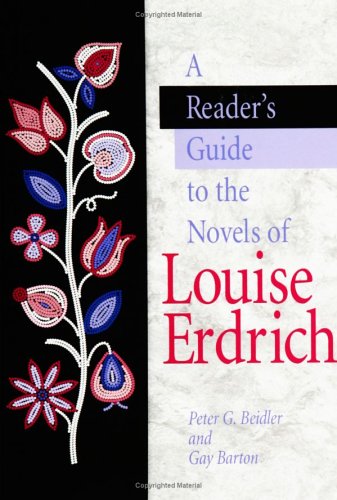 Copyrighted Material
A
Reader's
Guide
to the
Novels of
Louise
Erdrich
Peter G. Beidler
and
Gay Barton
Copyrighted Material